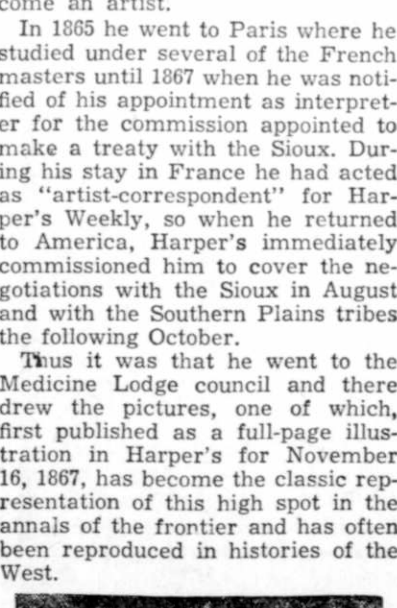 come an artist.
In 1865 he went to Paris where he
studied under several of the French
masters until 1867 when he was noti-
fied of his appointment as interpret-
er for the commission appointed to
make a treaty with the Sioux. Dur-
ing his stay in France he had acted
as "artist-correspondent" for Har-
per's Weekly, so when he returned
to America, Harper's immediately
commissioned him to cover the ne-
gotiations with the Sioux in August
and with the Southern Plains tribes
the following October.
Thus it was that he went to the
Medicine Lodge council and there
drew the pictures, one of which,
first published as a full-page illus-
tration in Harper's for November
16, 1867, has become the classic rep-
resentation of this high spot in the
annals of the frontier and has often
been reproduced in histories of the
West.